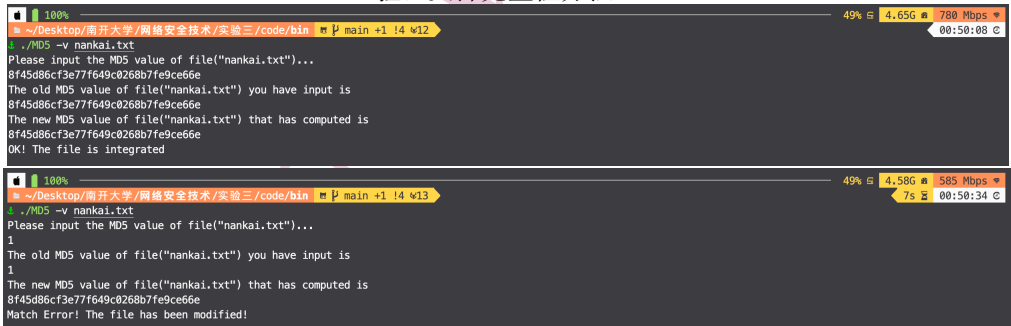 100% 49% 4.65G 780 Mbps
~/Desktop/南开大学/网络安全技术/实验三/code/bin main +1 !4 12 00:50:08
./MD5 -v nankai.txt
Please input the MD5 value of file("nankai.txt")...
8f45d86cf3e77f649c0268b7fe9ce66e
The old MD5 value of file("nankai.txt") you have input is
8f45d86cf3e77f649c0268b7fe9ce66e
The new MD5 value of file("nankai.txt") that has computed is
8f45d86cf3e77f649c0268b7fe9ce66e
OK! The file is integrated
100% 49% 4.58G 585 Mbps
~/Desktop/南开大学/网络安全技术/实验三/code/bin main +1 !4 13 7s 00:50:34
./MD5 -v nankai.txt
Please input the MD5 value of file("nankai.txt")...
1
The old MD5 value of file("nankai.txt") you have input is
1
The new MD5 value of file("nankai.txt") that has computed is
8f45d86cf3e77f649c0268b7fe9ce66e
Match Error! The file has been modified!